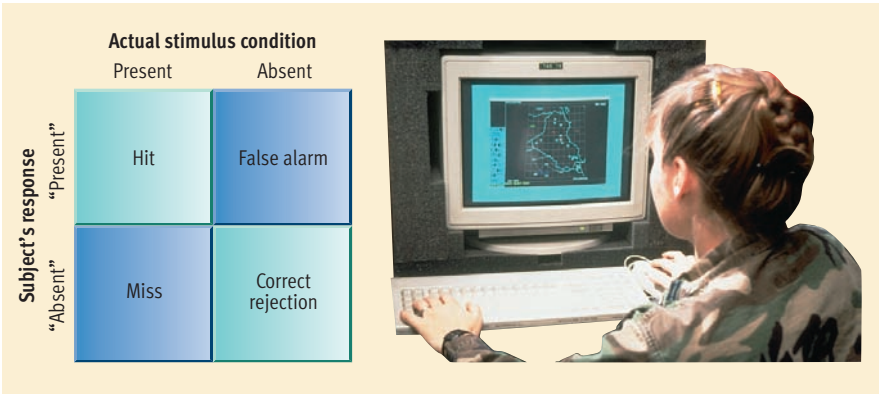 Actual stimulus condition
Present
Absent
Subject's response
“Present”
“Absent”
Hit
False alarm
Miss
Correct
rejection